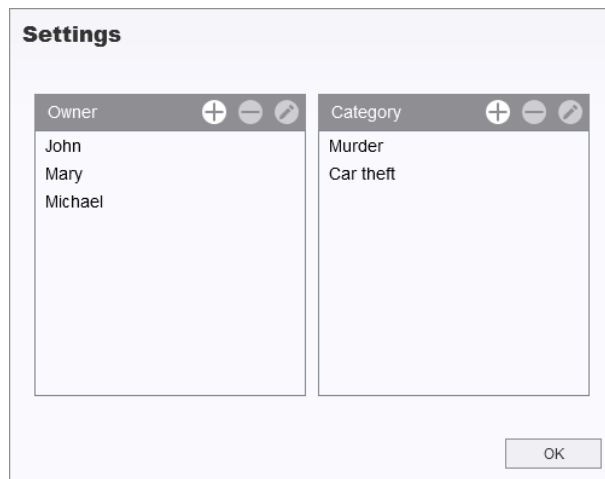 Settings
Owner
John
Mary
Michael
Category
Murder
Car theft
OK